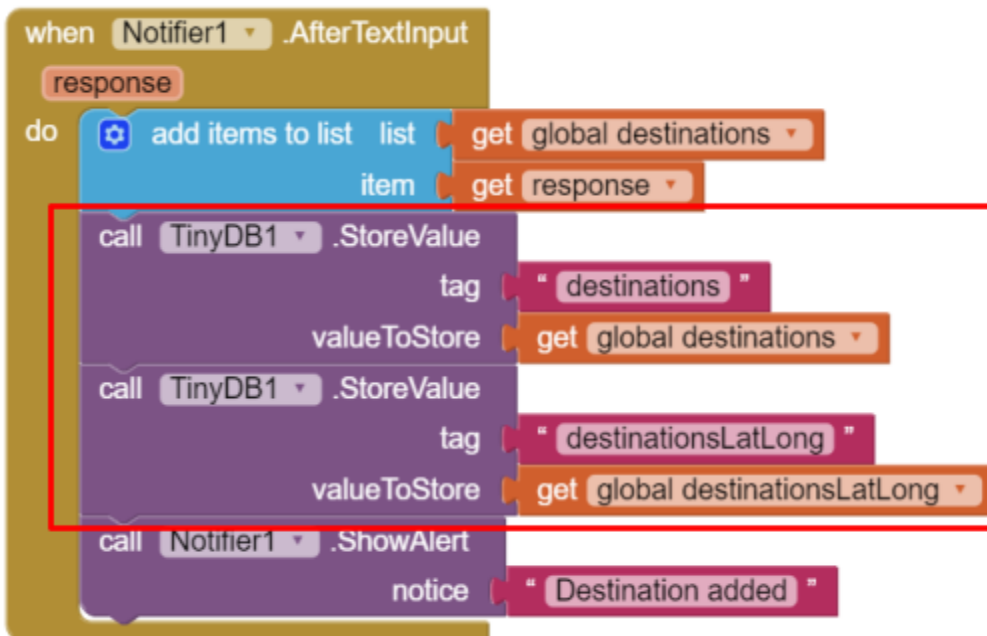 when Notifier1 .AfterTextInput
response
do add items to list list get global destinations
item get response
call TinyDB1 .StoreValue
tag " destinations "
valueToStore get global destinations
call TinyDB1 .StoreValue
tag " destinationsLatLong "
valueToStore get global destinationsLatLong
call Notifier1 .ShowAlert
notice " Destination added "